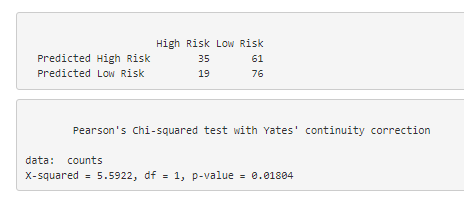 High Risk Low Risk
Predicted High Risk 35 61
Predicted Low Risk 19 76
Pearson's Chi-squared test with Yates' continuity correction
data: counts
X-squared = 5.5922, df = 1, p-value = 0.01804